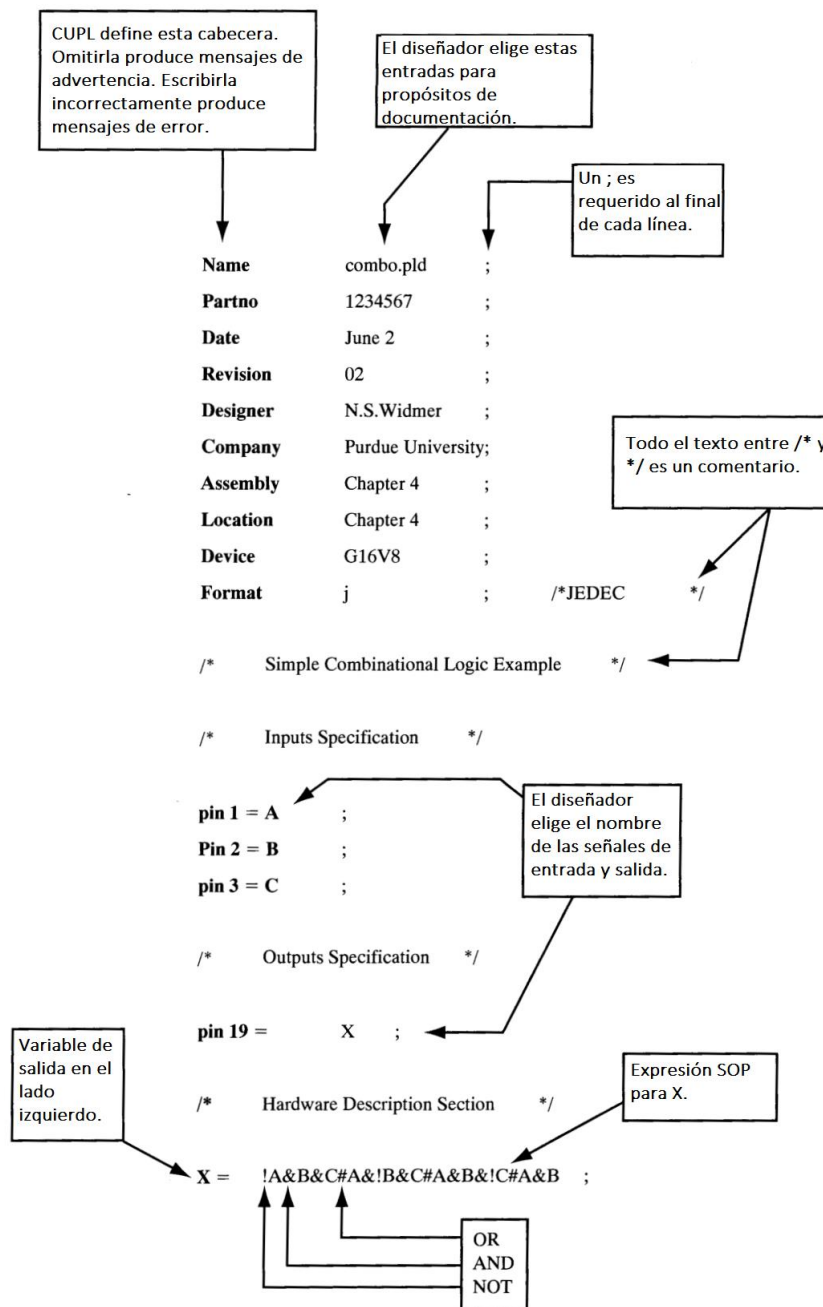 CUPL define esta cabecera.
Omitirla produce mensajes de
advertencia. Escribirla
incorrectamente produce
mensajes de error.
El diseñador elige estas
entradas para
propósitos de
documentación.
Un ; es
requerido al final
de cada línea.
Name combo.pld ;
Partno 1234567 ;
Date June 2 ;
Revision 02 ;
Designer N.S.Widmer ;
Company Purdue University;
Assembly Chapter 4 ;
Location Chapter 4 ;
Device G16V8 ;
Format j ; /*JEDEC */
Todo el texto entre /* y
*/ es un comentario.
/* Simple Combinational Logic Example */
/* Inputs Specification */
pin 1 = A ;
Pin 2 = B ;
pin 3 = C ;
El diseñador
elige el nombre
de las señales de
entrada y salida.
/* Outputs Specification */
pin 19 = X ;
Variable de
salida en el
lado
izquierdo.
/* Hardware Description Section */
Expresión SOP
para X.
X = !A&B&C#A&!B&C#A&B&!C#A&B ;
OR
AND
NOT